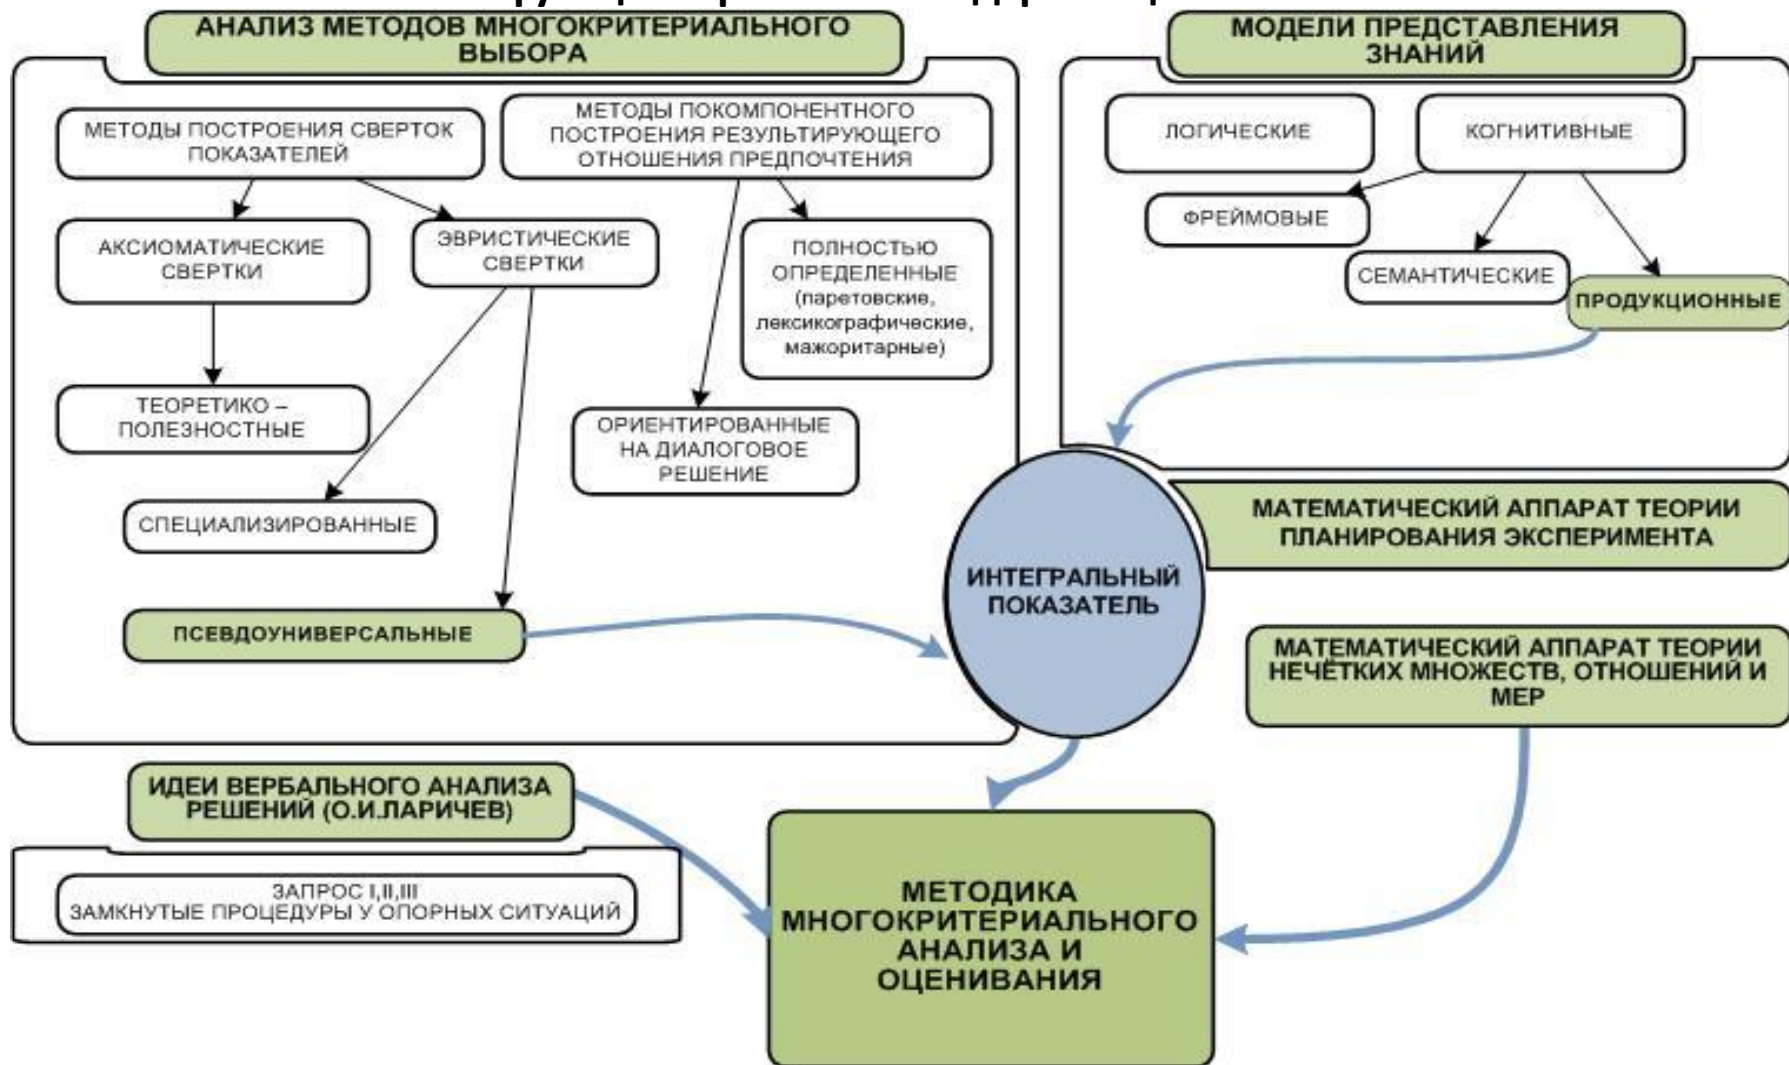 АНАЛИЗ МЕТОДОВ МНОГОКРИТЕРИАЛЬНОГО
ВЫБОРА
МЕТОДЫ ПОСТРОЕНИЯ СВЕРТОК
ПОКАЗАТЕЛЕЙ
МЕТОДЫ ПОКОМПОНЕНТНОГО
ПОСТРОЕНИЯ РЕЗУЛЬТИРУЮЩЕГО
ОТНОШЕНИЯ ПРЕДПОЧТЕНИЯ
АКСИОМАТИЧЕСКИЕ
СВЕРТКИ
ЭВРИСТИЧЕСКИЕ
СВЕРТКИ
ПОЛНОСТЬЮ
ОПРЕДЕЛЕННЫЕ
(паретовские,
лексикографические,
мажоритарные)
ТЕОРЕТИКО –
ПОЛЕЗНОСТНЫЕ
ОРИЕНТИРОВАННЫЕ
НА ДИАЛОГОВОЕ
РЕШЕНИЕ
СПЕЦИАЛИЗИРОВАННЫЕ
ПСЕВДОУНИВЕРСАЛЬНЫЕ
МОДЕЛИ ПРЕДСТАВЛЕНИЯ
ЗНАНИЙ
ЛОГИЧЕСКИЕ
КОГНИТИВНЫЕ
ФРЕЙМОВЫЕ
СЕМАНТИЧЕСКИЕ
ПРОДУКЦИОННЫЕ
МАТЕМАТИЧЕСКИЙ АППАРАТ ТЕОРИИ
ПЛАНИРОВАНИЯ ЭКСПЕРИМЕНТА
ИНТЕГРАЛЬНЫЙ
ПОКАЗАТЕЛЬ
МАТЕМАТИЧЕСКИЙ АППАРАТ ТЕОРИИ
НЕЧЁТКИХ МНОЖЕСТВ, ОТНОШЕНИЙ И
МЕР
ИДЕИ ВЕРБАЛЬНОГО АНАЛИЗА
РЕШЕНИЙ (О.И.ЛАРИЧЕВ)
ЗАПРОС I,II,III
ЗАМКНУТЫЕ ПРОЦЕДУРЫ У ОПОРНЫХ СИТУАЦИЙ
МЕТОДИКА
МНОГОКРИТЕРИАЛЬНОГО
АНАЛИЗА И
ОЦЕНИВАНИЯ